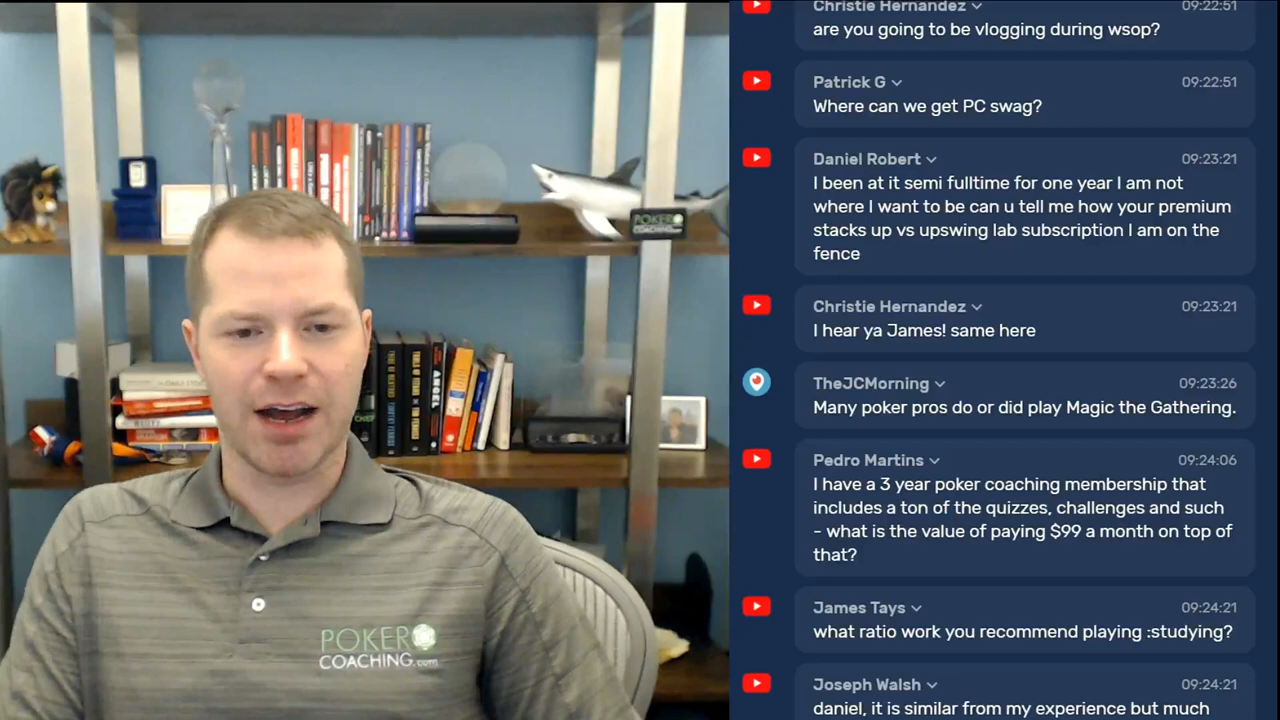 Christie Hernandez
09:22:51
are you going to be vlogging during wsop?
Patrick G
09:22:51
Where can we get PC swag?
Daniel Robert
09:23:21
I been at it semi fulltime for one year I am not
where I want to be can u tell me how your premium
stacks up vs upswing lab subscription I am on the
fence
Christie Hernandez
09:23:21
I hear ya James! same here
TheJCMorning
09:23:26
Many poker pros do or did play Magic the Gathering.
Pedro Martins
09:24:06
I have a 3 year poker coaching membership that
includes a ton of the quizzes, challenges and such
- what is the value of paying $99 a month on top of
that?
James Tays
09:24:21
what ratio work you recommend playing :studying?
Joseph Walsh
09:24:21
daniel, it is similar from my experience but much
POKER
COACHING.com
POKER
COACHING.com
ANGEL